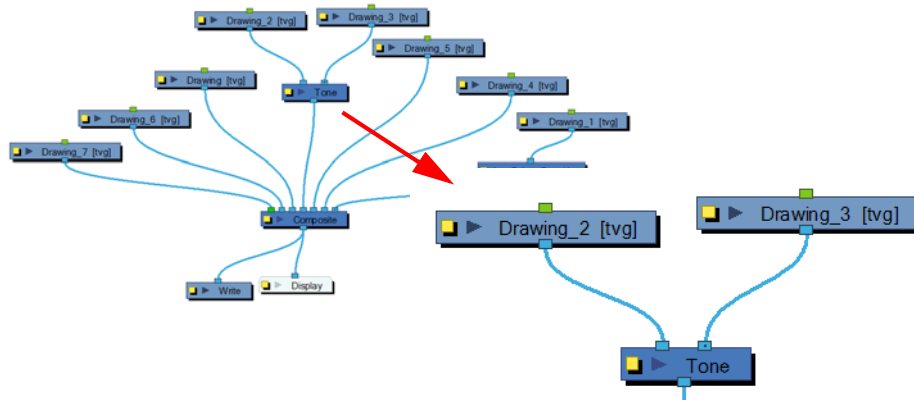 Drawing_2 [tvg]
Drawing_3 [tvg]
Drawing_5 [tvg]
Drawing [tvg]
Tone
Drawing_4 [tvg]
Drawing_6 [tvg]
Drawing_1 [tvg]
Drawing_7 [tvg]
Composite
Write
Display
Drawing_2 [tvg]
Drawing_3 [tvg]
Tone